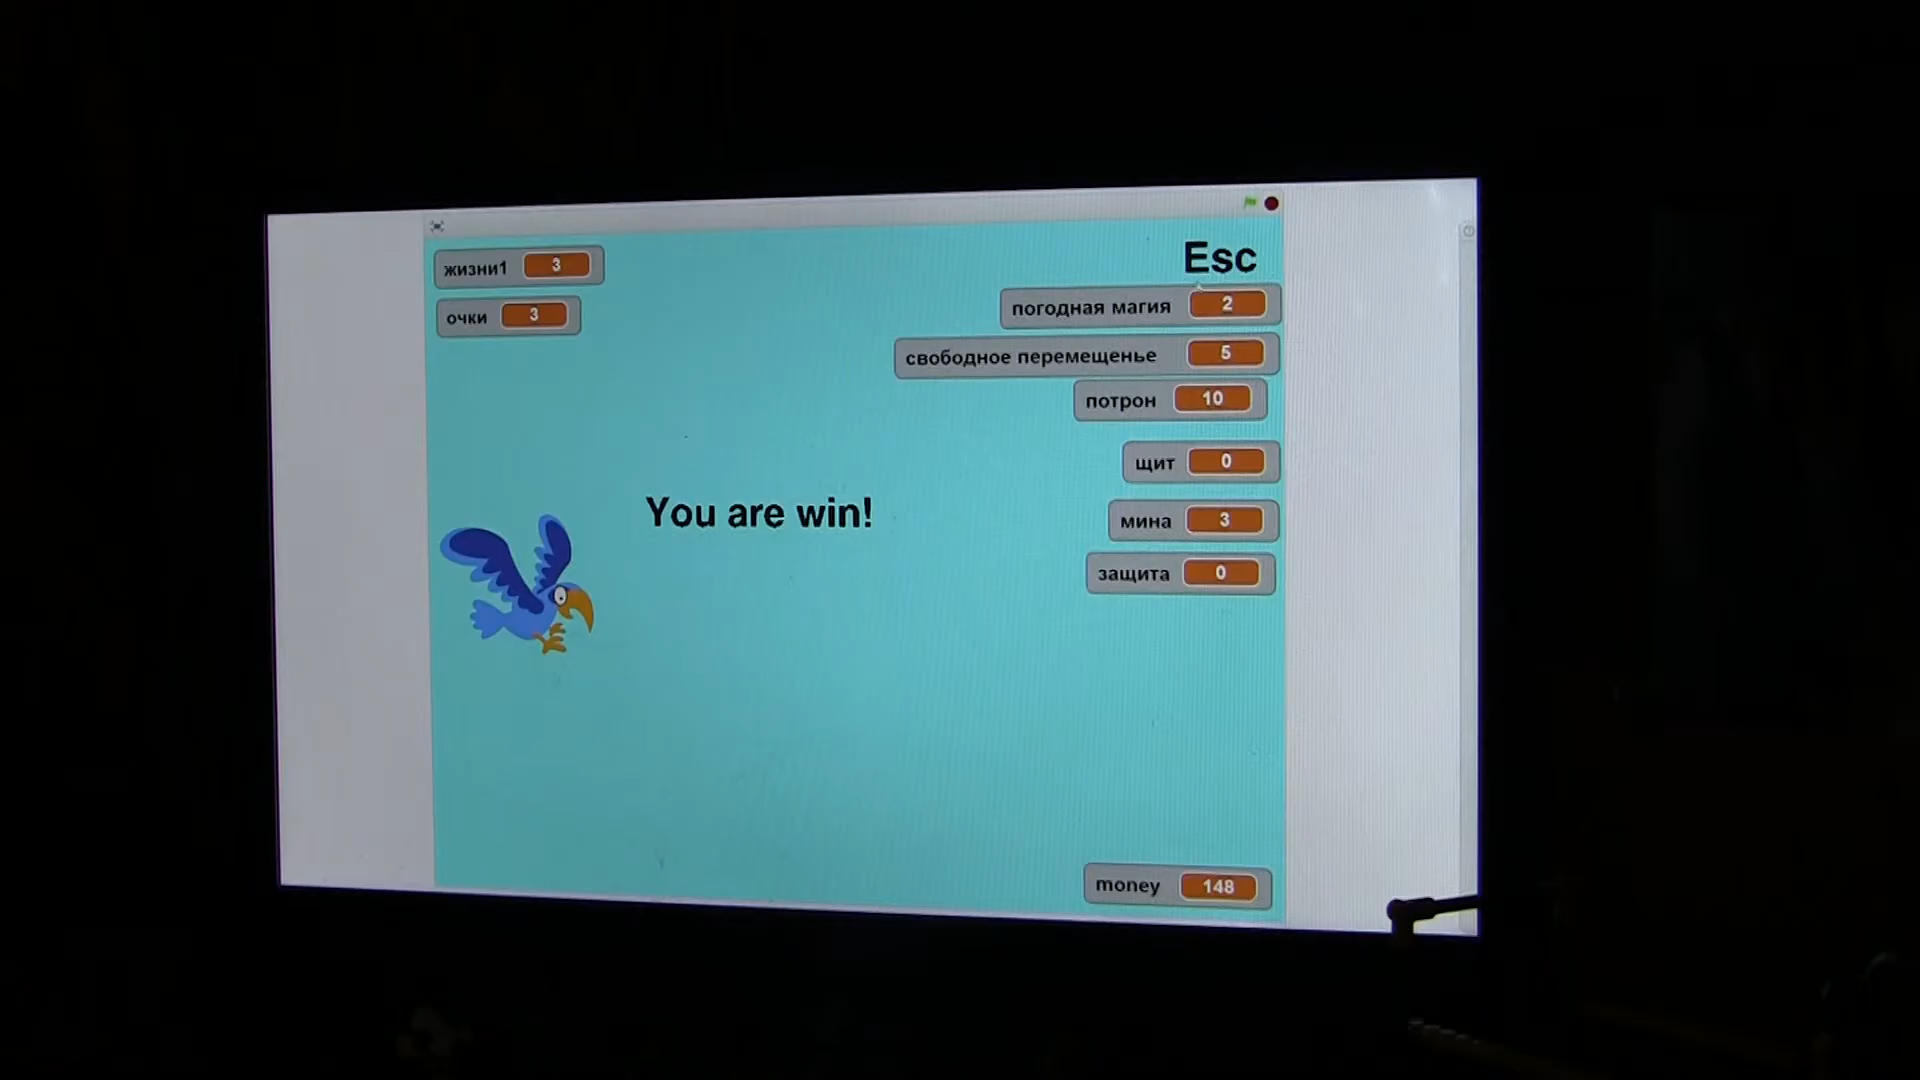 Esc
жизни1 3
погодная магия 2
очки 3
свободное перемещенье 5
потрон 10
щит 0
You are win!
мина 3
защита 0
money 148